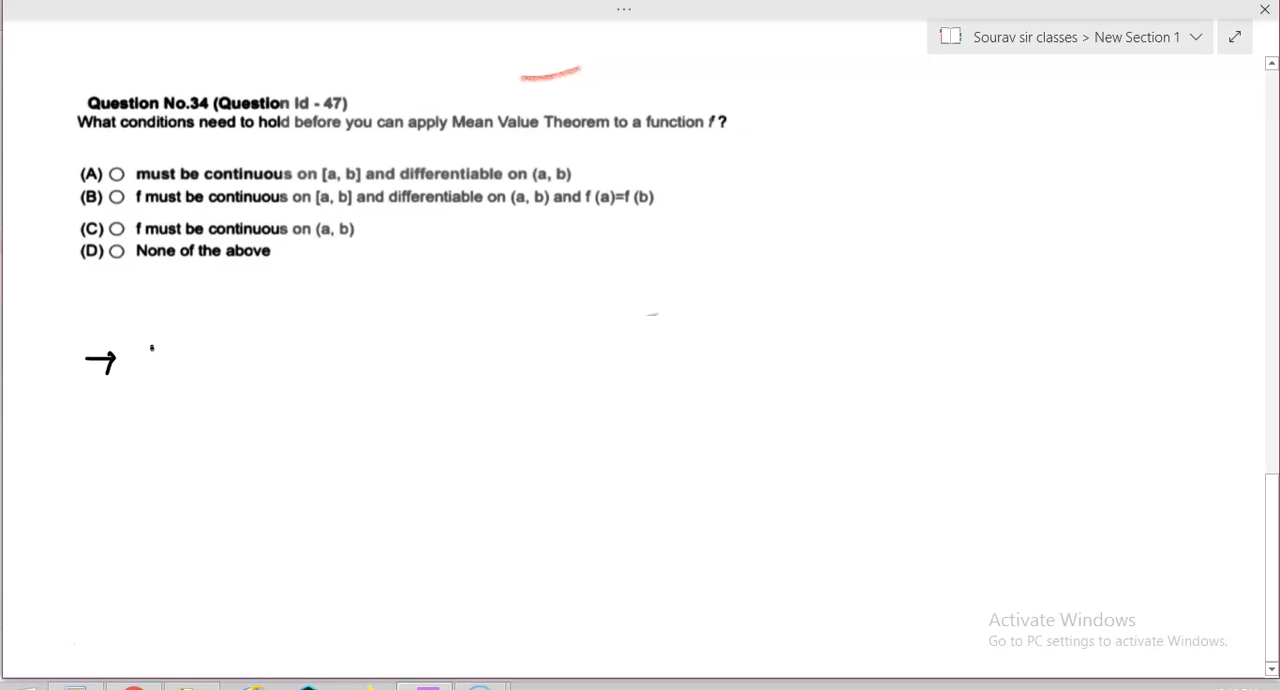 ...
Sourav sir classes > New Section 1
Question No.34 (Question Id - 47)
What conditions need to hold before you can apply Mean Value Theorem to a function f ?
(A) must be continuous on [a, b] and differentiable on (a, b)
(B) f must be continuous on [a, b] and differentiable on (a, b) and f (a)=f (b)
(C) f must be continuous on (a, b)
(D) None of the above
→
Activate Windows
Go to PC settings to activate Windows.